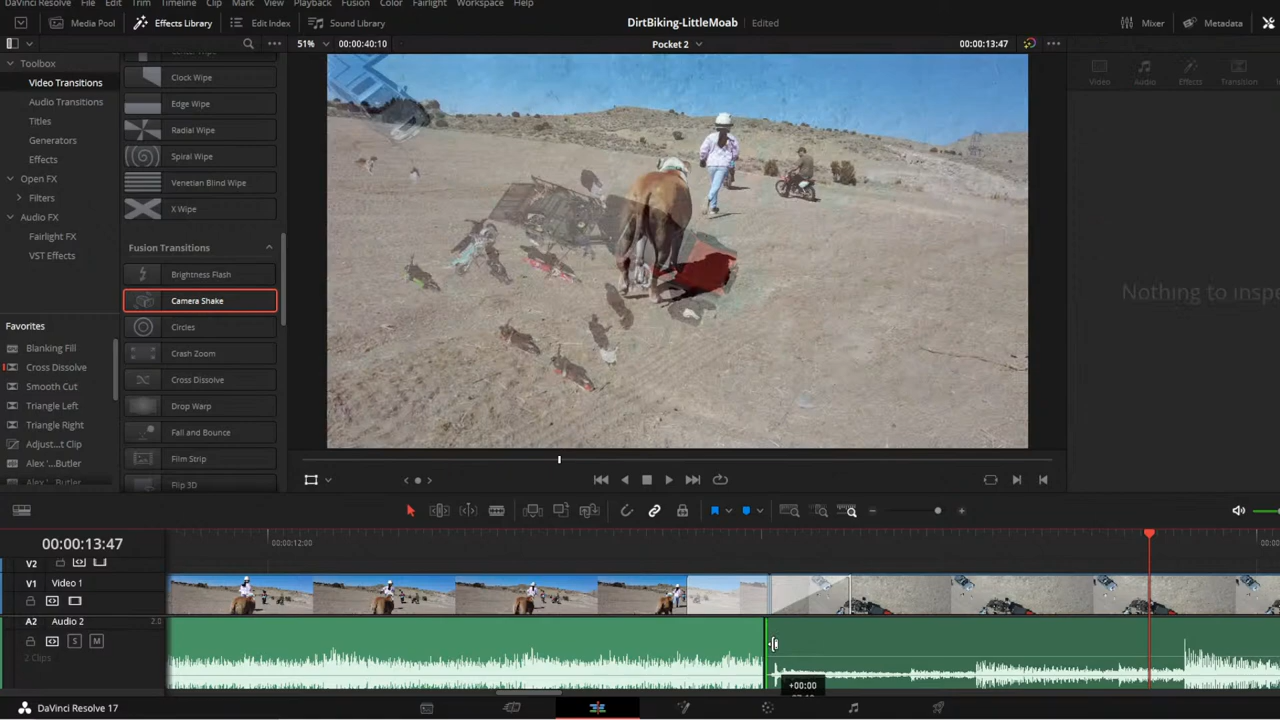 DaVinci Resolve File Edit Trim Timeline Clip Mark View Playback Fusion Color Fairlight Workspace Help
Media Pool Effects Library Edit Index Sound Library DirtBiking-LittleMoab Edited Mixer Metadata
51% 00:00:40:10 Pocket 2 00:00:13:47
Toolbox
Video Transitions
Audio Transitions
Titles
Generators
Effects
Open FX
Filters
Audio FX
Fairlight FX
VST Effects
Favorites
Blanking Fill
Cross Dissolve
Smooth Cut
Triangle Left
Triangle Right
Adjust...t Clip
Alex '...Butler
Alex '...Butler
Center Wipe
Clock Wipe
Edge Wipe
Radial Wipe
Spiral Wipe
Venetian Blind Wipe
X Wipe
Fusion Transitions
Brightness Flash
Camera Shake
Circles
Crash Zoom
Cross Dissolve
Drop Warp
Fall and Bounce
Film Strip
Flip 3D
Video Audio Effects Transition
Nothing to inspe
00:00:13:47
00:00:12:00
00:00
V2
V1 Video 1
A2 Audio 2 2.0
S M
2 Clips
+00:00
DaVinci Resolve 17